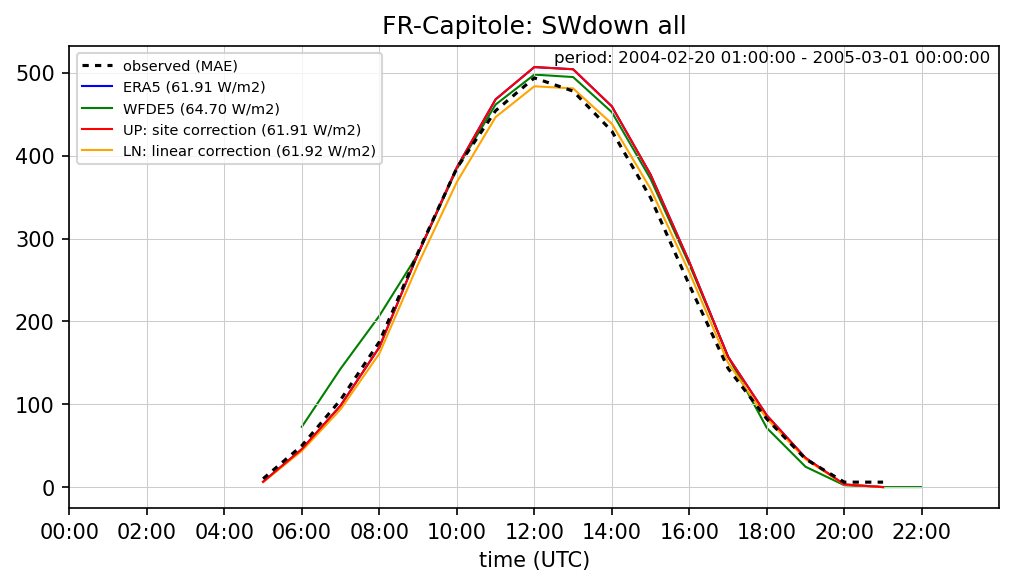 FR-Capitole: SWdown all
period: 2004-02-20 01:00:00 - 2005-03-01 00:00:00
observed (MAE)
ERA5 (61.91 W/m2)
WFDE5 (64.70 W/m2)
UP: site correction (61.91 W/m2)
LN: linear correction (61.92 W/m2)
500
400
300
200
100
0
00:00 02:00 04:00 06:00 08:00 10:00 12:00 14:00 16:00 18:00 20:00 22:00
time (UTC)